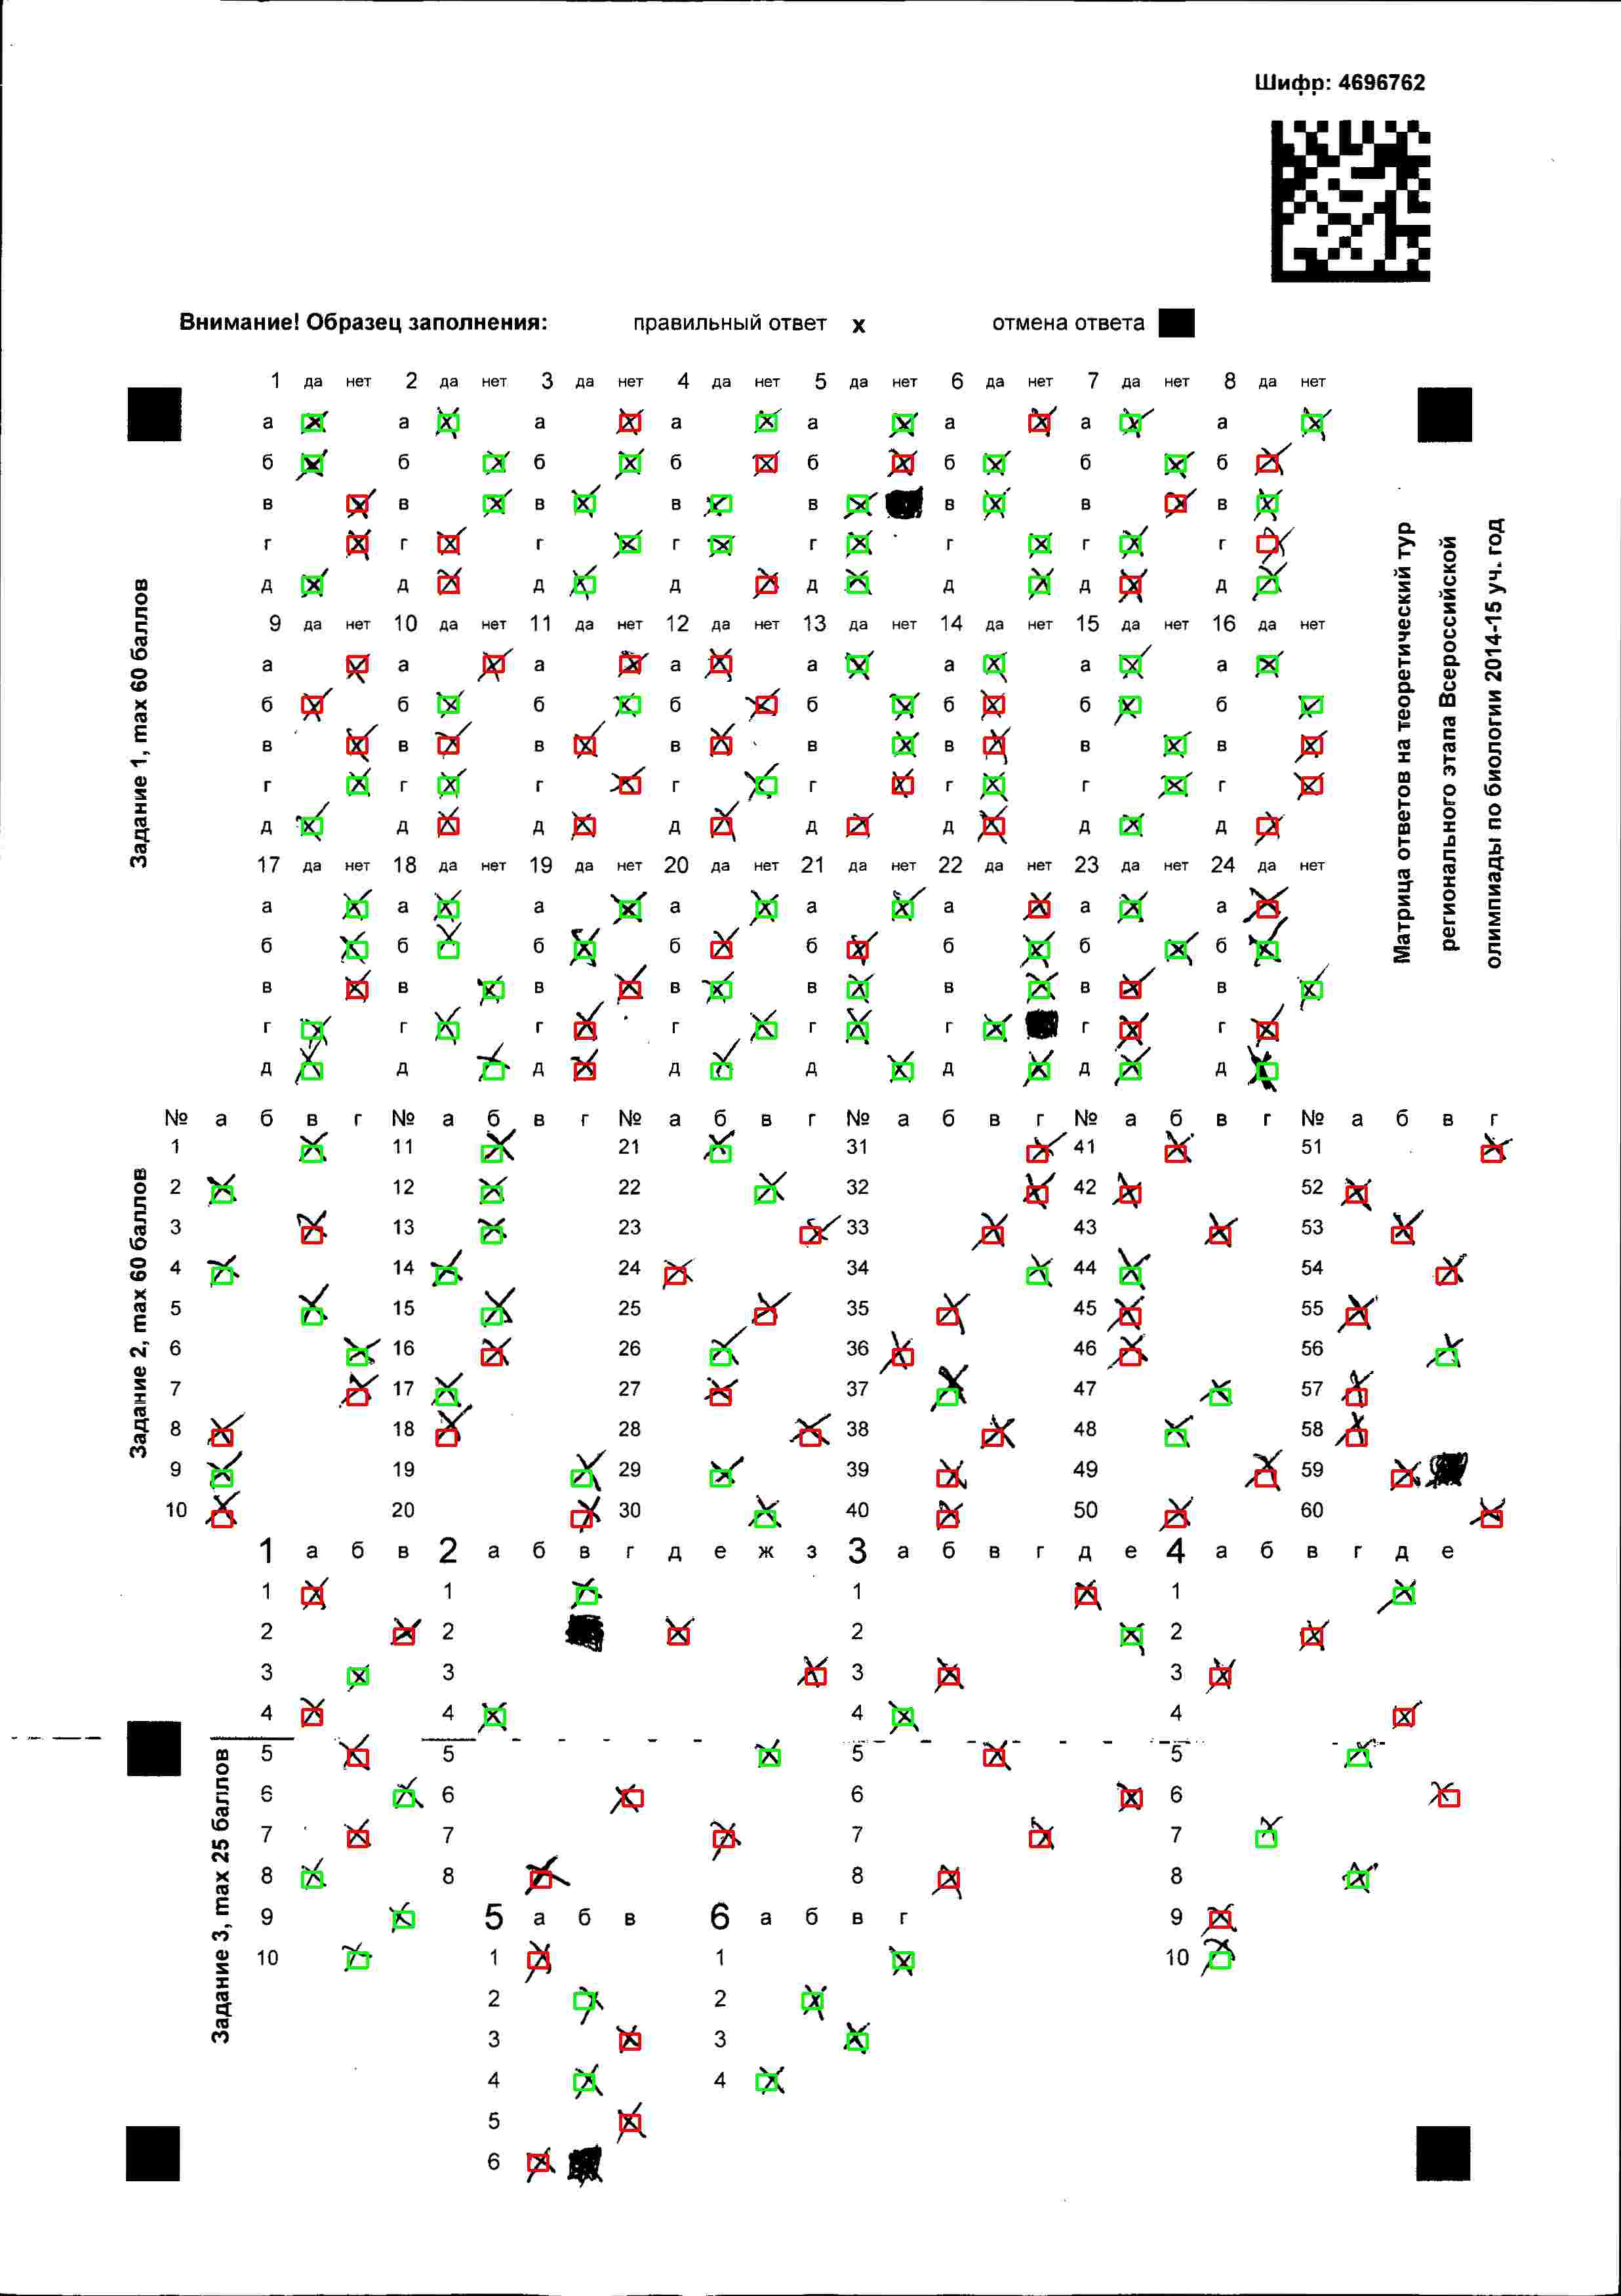 Шифр: 4696762
Внимание! Образец заполнения: правильный ответ x отмена ответа
1 да нет 2 да нет 3 да нет 4 да нет 5 да нет 6 да нет 7 да нет 8 да нет
а а а а а а а а
б б б б б б б б
в в в в в в в в
г г г г г г г г
д д д д д д д д
9 да нет 10 да нет 11 да нет 12 да нет 13 да нет 14 да нет 15 да нет 16 да нет
а а а а а а а а
б б б б б б б б
в в в в в в в в
г г г г г г г г
д д д д д д д д
17 да нет 18 да нет 19 да нет 20 да нет 21 да нет 22 да нет 23 да нет 24 да нет
а а а а а а а а
б б б б б б б б
в в в в в в в в
г г г г г г г г
д д д д д д д д
Задание 1, max 60 баллов
Матрица ответов на теоретический тур
регионального этапа Всероссийской
олимпиады по биологии 2014-15 уч. год
№ а б в г № а б в г № а б в г № а б в г № а б в г № а б в г
1 11 21 31 41 51
2 12 22 32 42 52
3 13 23 33 43 53
4 14 24 34 44 54
5 15 25 35 45 55
6 16 26 36 46 56
7 17 27 37 47 57
8 18 28 38 48 58
9 19 29 39 49 59
10 20 30 40 50 60
Задание 2, max 60 баллов
1 а б в 2 а б в г д е ж з 3 а б в г д е 4 а б в г д е
1 1 1 1
2 2 2 2
3 3 3 3
4 4 4 4
5 5 5 5
6 6 6 6
7 7 7 7
8 8 8 8
9 5 а б в 6 а б в г 9
10 1 1 10
2 2
3 3
4 4
5
6
Задание 3, max 25 баллов